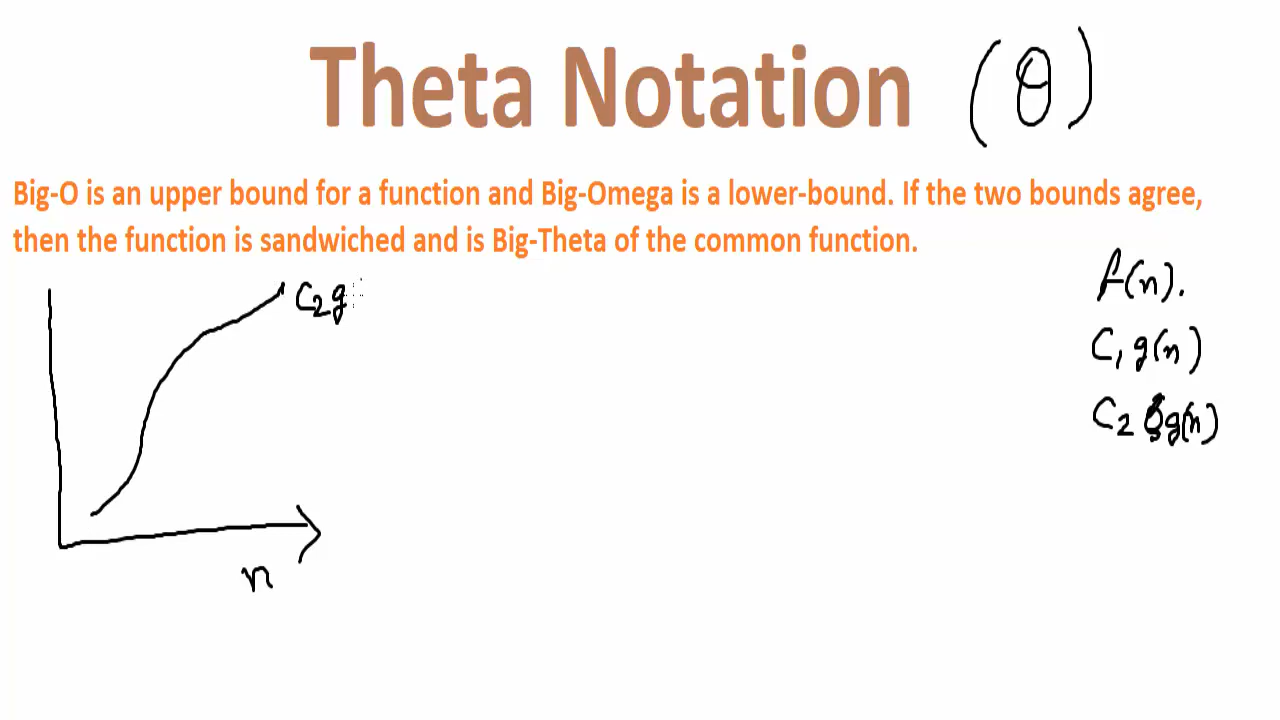 Theta Notation (θ)
Big-O is an upper bound for a function and Big-Omega is a lower-bound. If the two bounds agree,
then the function is sandwiched and is Big-Theta of the common function.
f(n).
C₁ g(n)
C₂ g(n)
C₂g
n